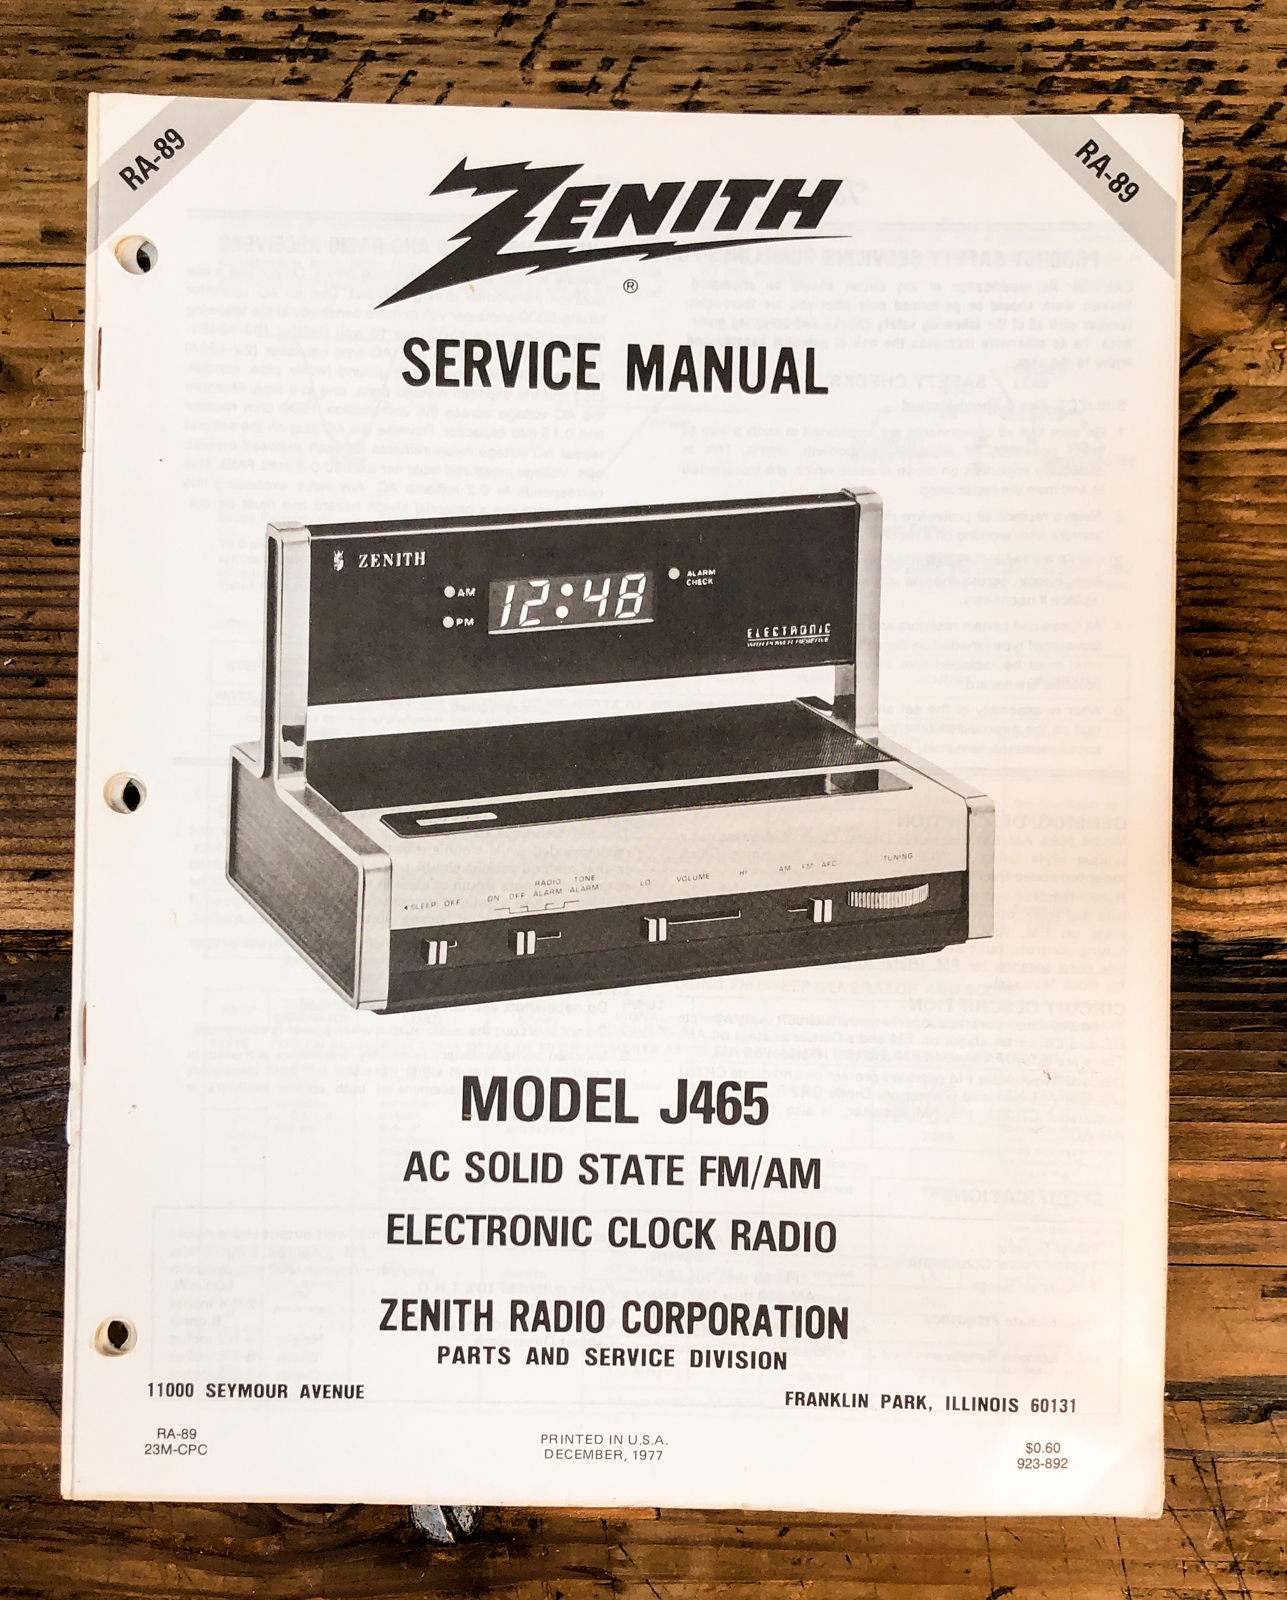 RA-89
RA-89
ZENITH
®
SERVICE MANUAL
ZENITH
AM
PM
12:48
ALARM
CHECK
ELECTRONIC
◄SLEEP OFF
ON OFF RADIO ALARM TONE ALARM
LO VOLUME HI
AM FM AFC
TUNING
MODEL J465
AC SOLID STATE FM/AM
ELECTRONIC CLOCK RADIO
ZENITH RADIO CORPORATION
PARTS AND SERVICE DIVISION
11000 SEYMOUR AVENUE
FRANKLIN PARK, ILLINOIS 60131
RA-89
23M-CPC
PRINTED IN U.S.A.
DECEMBER, 1977
$0.60
923-892